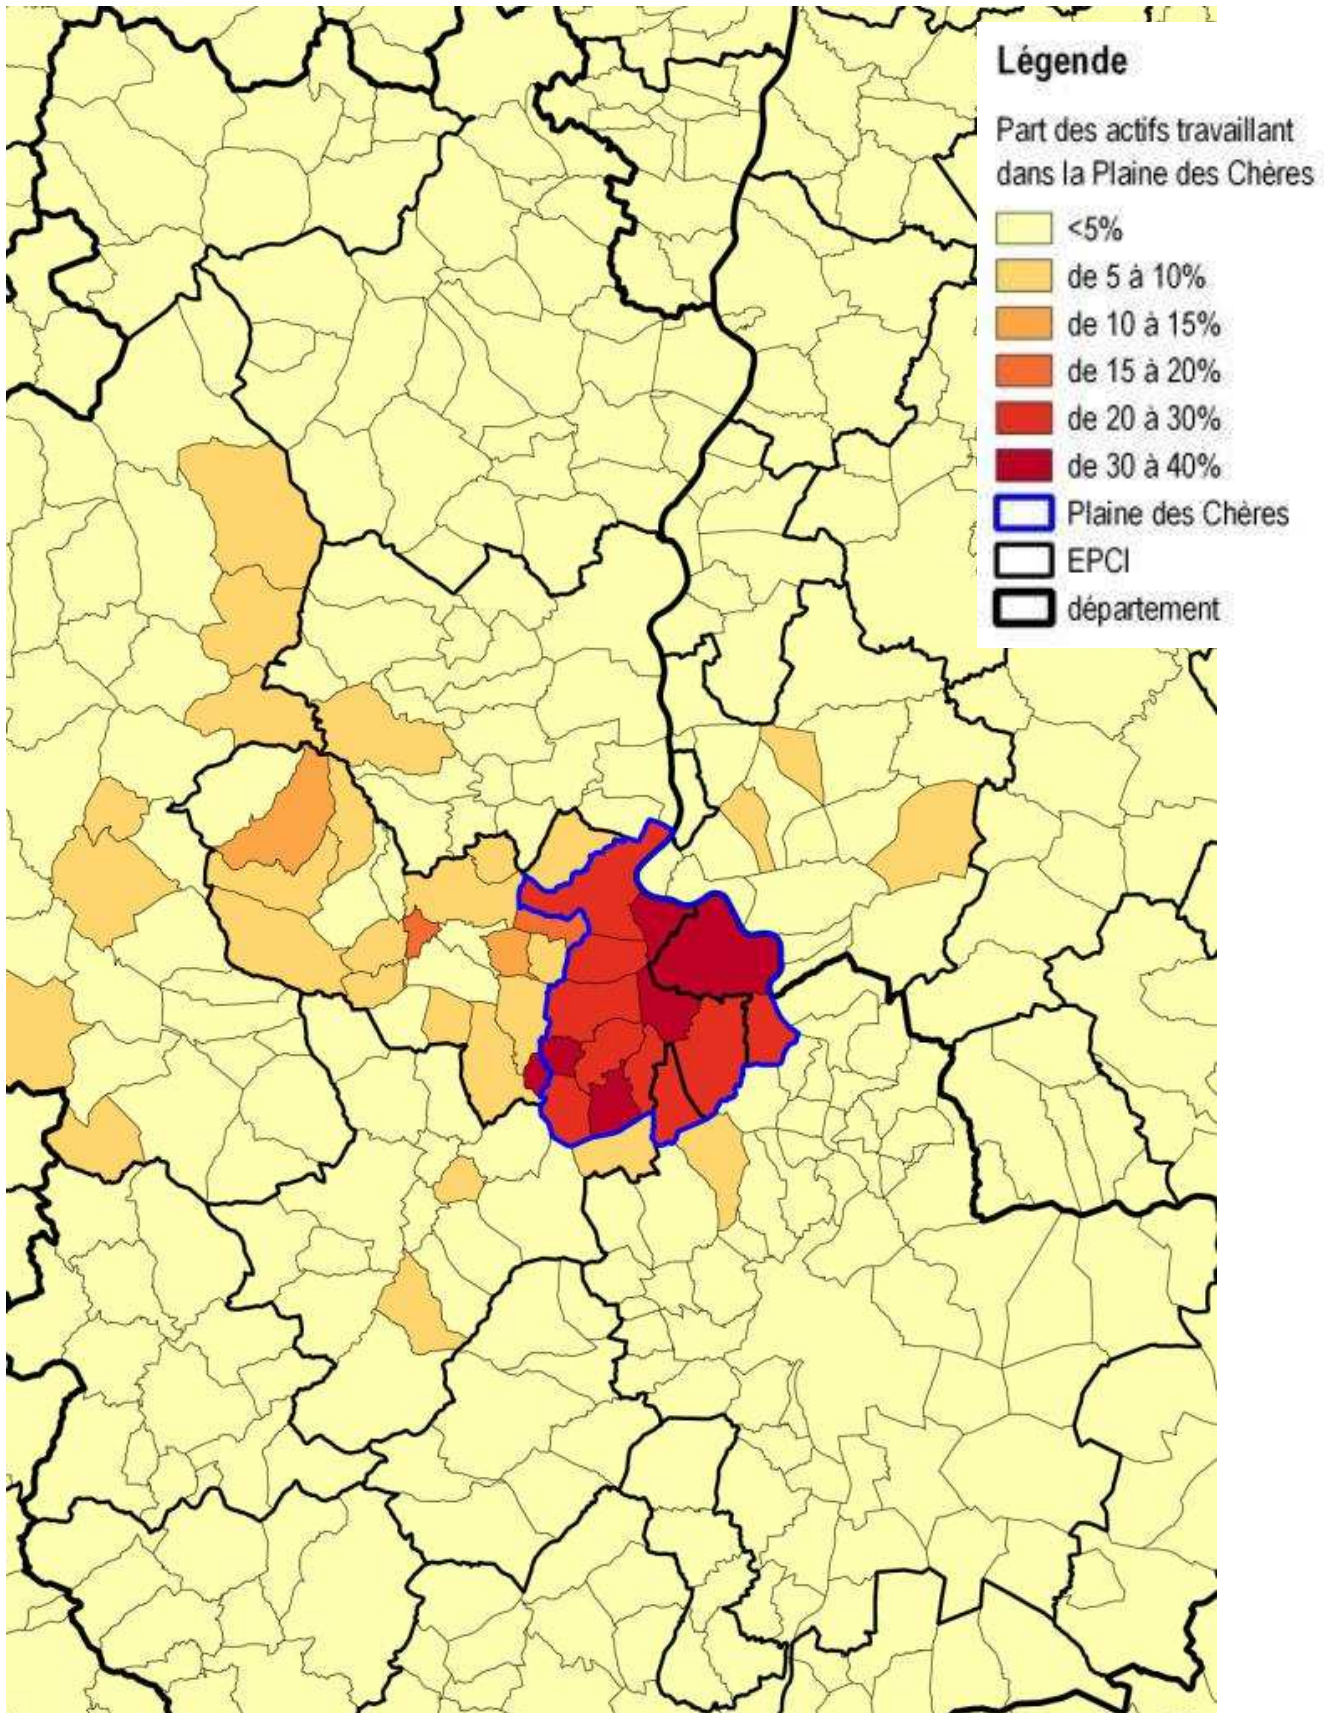 Légende
Part des actifs travaillant
dans la Plaine des Chères
<5%
de 5 à 10%
de 10 à 15%
de 15 à 20%
de 20 à 30%
de 30 à 40%
Plaine des Chères
EPCI
département